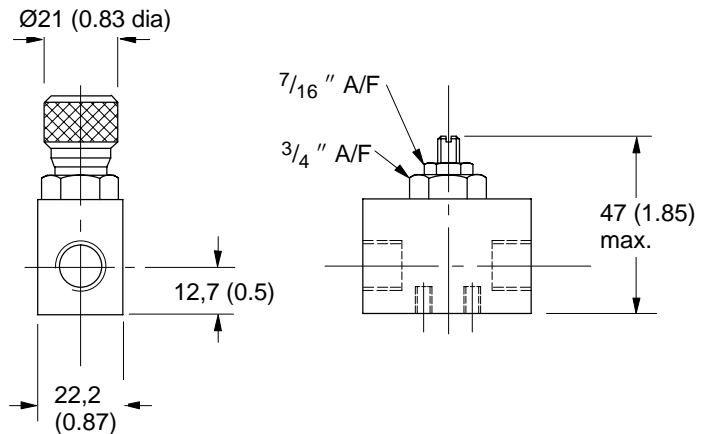 Ø21 (0.83 dia)
7/16 ″ A/F
3/4 ″ A/F
47 (1.85)
max.
12,7 (0.5)
22,2
(0.87)